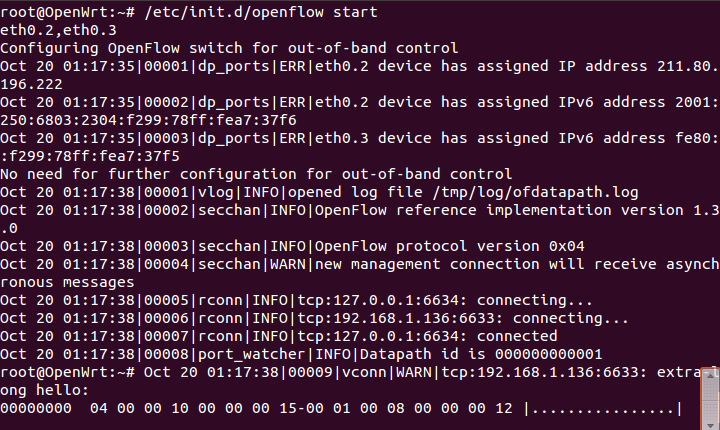 root@OpenWrt:~# /etc/init.d/openflow start
eth0.2,eth0.3
Configuring OpenFlow switch for out-of-band control
Oct 20 01:17:35|00001|dp_ports|ERR|eth0.2 device has assigned IP address 211.80.
196.222
Oct 20 01:17:35|00002|dp_ports|ERR|eth0.2 device has assigned IPv6 address 2001:
250:6803:2304:f299:78ff:fea7:37f6
Oct 20 01:17:35|00003|dp_ports|ERR|eth0.3 device has assigned IPv6 address fe80:
:f299:78ff:fea7:37f5
No need for further configuration for out-of-band control
Oct 20 01:17:38|00001|vlog|INFO|opened log file /tmp/log/ofdatapath.log
Oct 20 01:17:38|00002|secchan|INFO|OpenFlow reference implementation version 1.3
.0
Oct 20 01:17:38|00003|secchan|INFO|OpenFlow protocol version 0x04
Oct 20 01:17:38|00004|secchan|WARN|new management connection will receive asynch
ronous messages
Oct 20 01:17:38|00005|rconn|INFO|tcp:127.0.0.1:6634: connecting...
Oct 20 01:17:38|00006|rconn|INFO|tcp:192.168.1.136:6633: connecting...
Oct 20 01:17:38|00007|rconn|INFO|tcp:127.0.0.1:6634: connected
Oct 20 01:17:38|00008|port_watcher|INFO|Datapath id is 000000000001
root@OpenWrt:~# Oct 20 01:17:38|00009|vconn|WARN|tcp:192.168.1.136:6633: extra-l
ong hello:
00000000  04 00 00 10 00 00 00 15-00 01 00 08 00 00 00 12 |................|